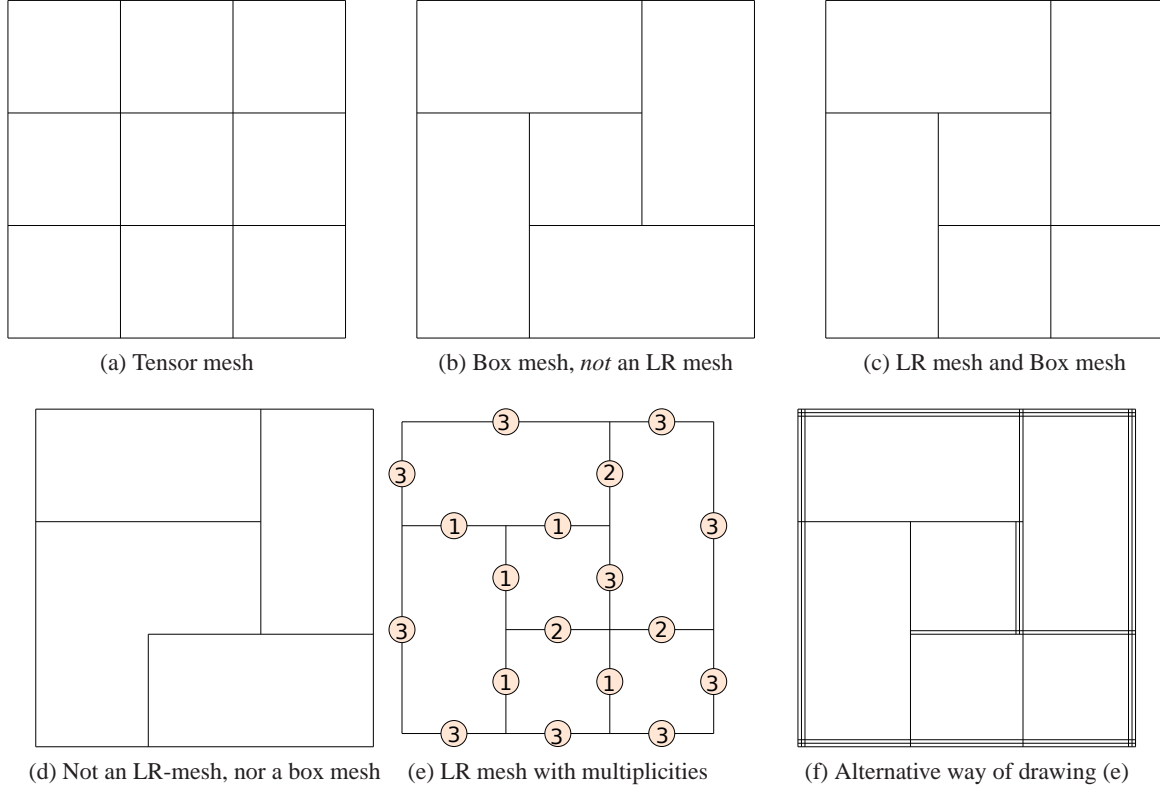 (a) Tensor mesh
(b) Box mesh, not an LR mesh
(c) LR mesh and Box mesh
3 3
3 2
1 1 3
1 3
3 2 2
1 1 3
3 3 3
(d) Not an LR-mesh, nor a box mesh
(e) LR mesh with multiplicities
(f) Alternative way of drawing (e)